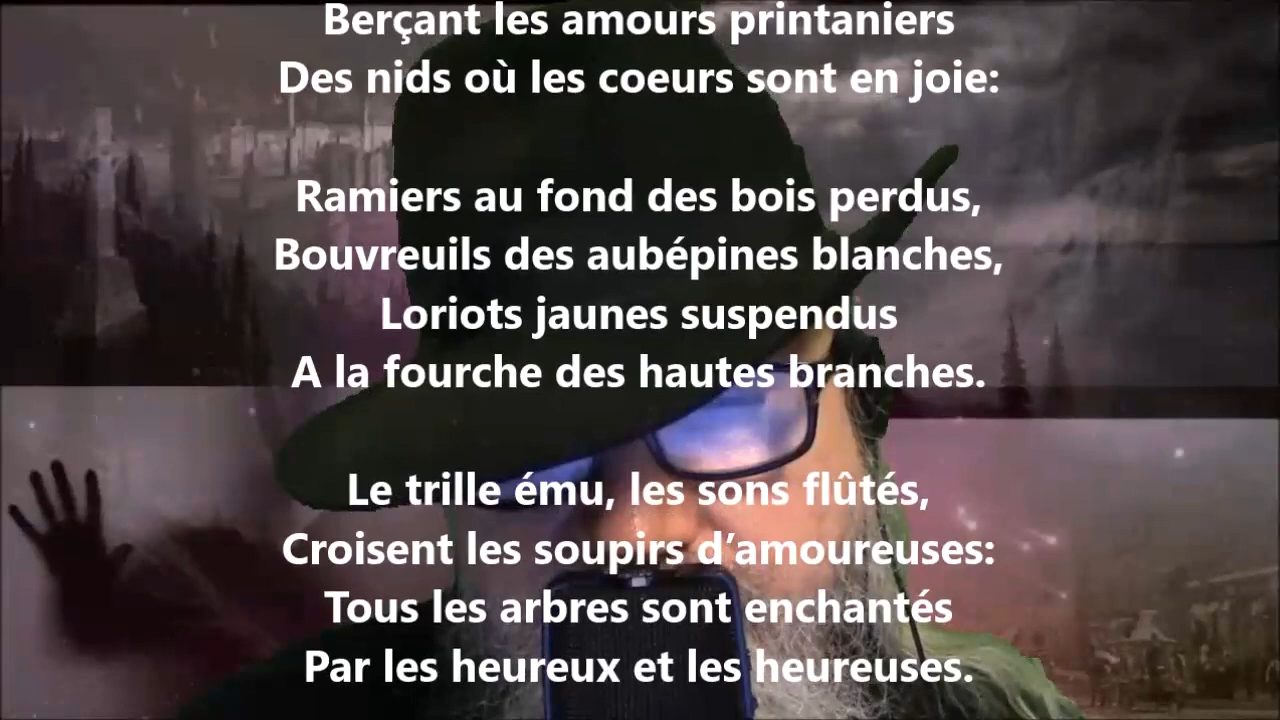 Berçant les amours printaniers
Des nids où les coeurs sont en joie:
Ramiers au fond des bois perdus,
Bouvreuils des aubépines blanches,
Loriots jaunes suspendus
A la fourche des hautes branches.
Le trille ému, les sons flûtés,
Croisent les soupirs d’amoureuses:
Tous les arbres sont enchantés
Par les heureux et les heureuses.